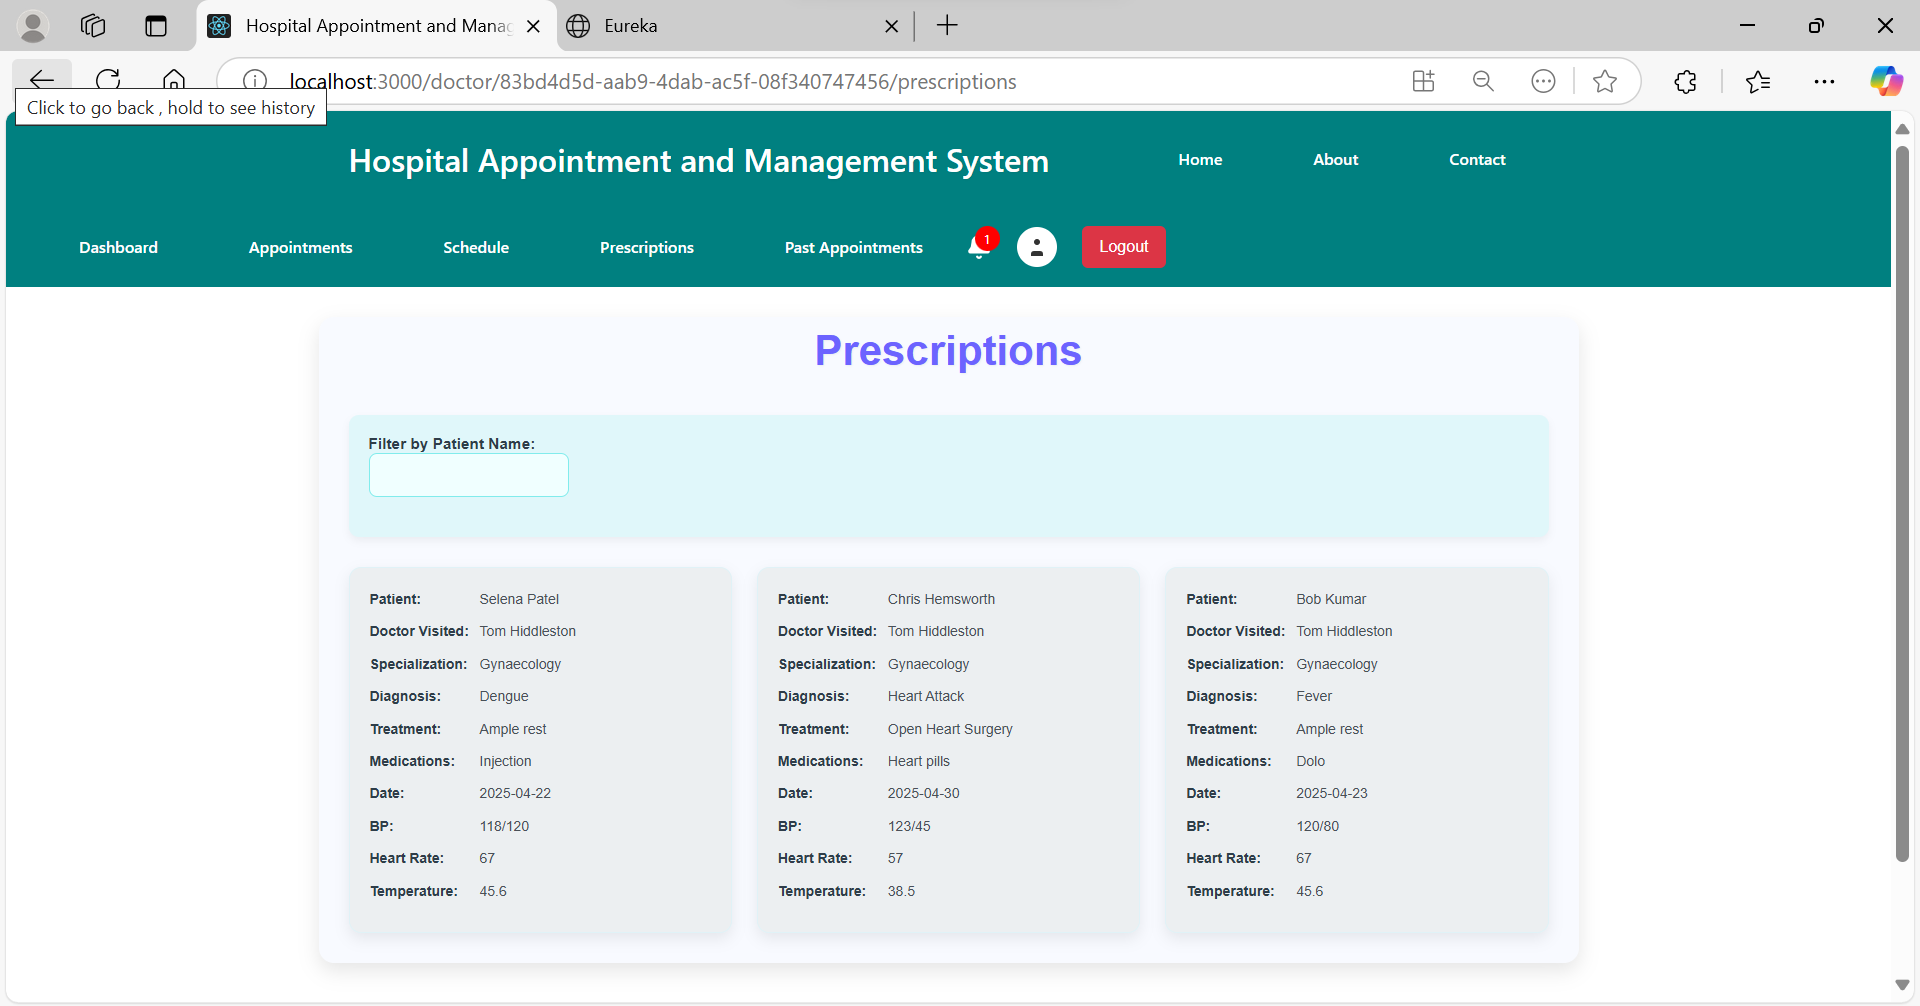 Hospital Appointment and Manag
Eureka
localhost:3000/doctor/83bd4d5d-aab9-4dab-ac5f-08f340747456/prescriptions
Click to go back , hold to see history
Hospital Appointment and Management System
Home
About
Contact
Dashboard
Appointments
Schedule
Prescriptions
Past Appointments
1
Logout
Prescriptions
Filter by Patient Name:
Patient: Selena Patel
Doctor Visited: Tom Hiddleston
Specialization: Gynaecology
Diagnosis: Dengue
Treatment: Ample rest
Medications: Injection
Date: 2025-04-22
BP: 118/120
Heart Rate: 67
Temperature: 45.6
Patient: Chris Hemsworth
Doctor Visited: Tom Hiddleston
Specialization: Gynaecology
Diagnosis: Heart Attack
Treatment: Open Heart Surgery
Medications: Heart pills
Date: 2025-04-30
BP: 123/45
Heart Rate: 57
Temperature: 38.5
Patient: Bob Kumar
Doctor Visited: Tom Hiddleston
Specialization: Gynaecology
Diagnosis: Fever
Treatment: Ample rest
Medications: Dolo
Date: 2025-04-23
BP: 120/80
Heart Rate: 67
Temperature: 45.6